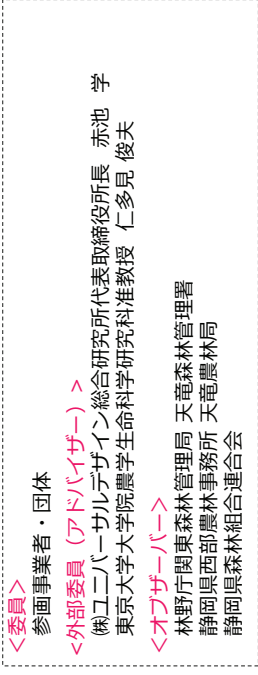 <委員>
参画事業者・団体
<外部委員（アドバイザー）>
㈱ユニバーサルデザイン総合研究所代表取締役所長 赤池 学
東京大学大学院農学生命科学研究科准教授 仁多見 俊夫
<オブザーバー>
林野庁関東森林管理局 天竜森林管理署
静岡県西部農林事務所 天竜農林局
静岡県森林組合連合会